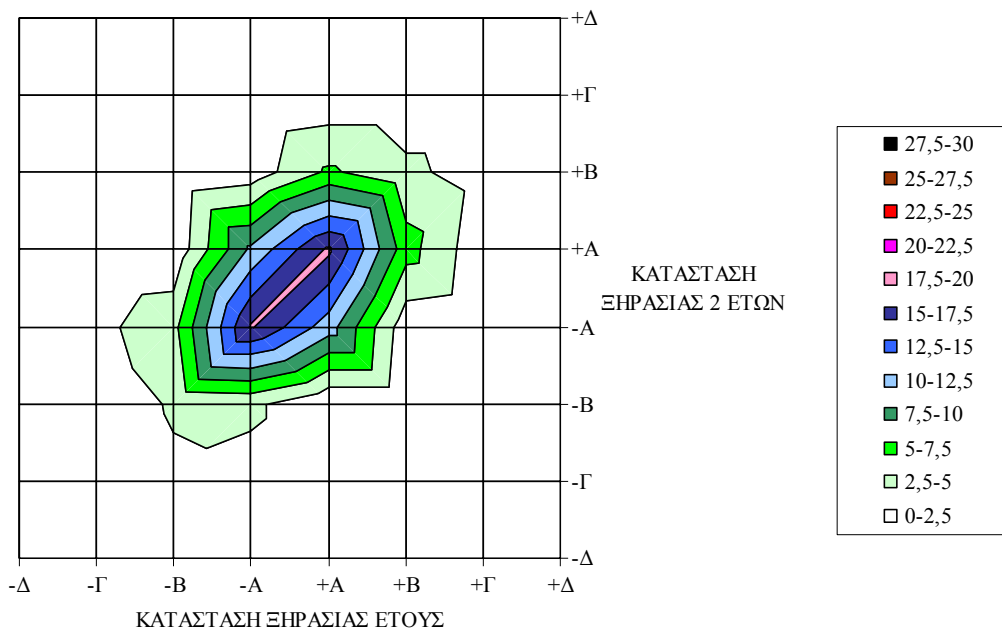 +Δ
+Γ
+Β
+Α
-Α
-Β
-Γ
-Δ
ΚΑΤΑΣΤΑΣΗ
ΞΗΡΑΣΙΑΣ 2 ΕΤΩΝ
27,5-30
25-27,5
22,5-25
20-22,5
17,5-20
15-17,5
12,5-15
10-12,5
7,5-10
5-7,5
2,5-5
0-2,5
-Δ -Γ -Β -Α +Α +Β +Γ +Δ
ΚΑΤΑΣΤΑΣΗ ΞΗΡΑΣΙΑΣ ΕΤΟΥΣ